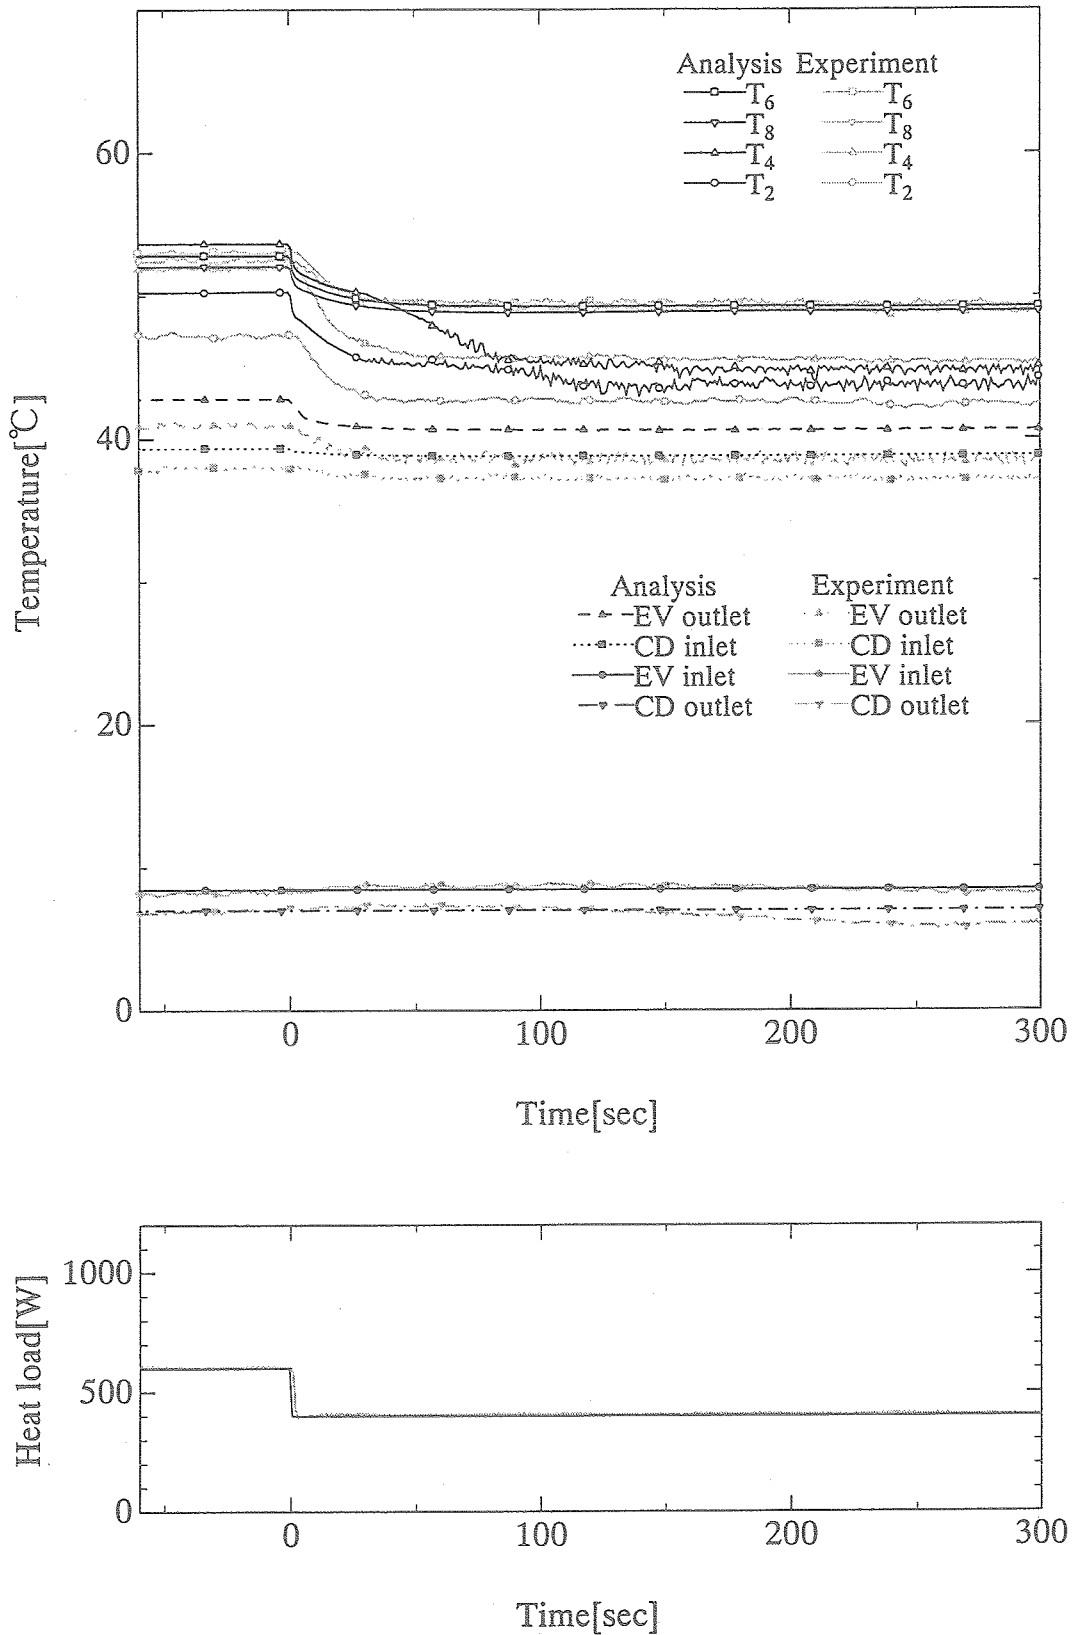 Analysis Experiment
T6 T6
T8 T8
T4 T4
T2 T2
60
40
20
0
Temperature[℃]
Analysis Experiment
EV outlet EV outlet
CD inlet CD inlet
EV inlet EV inlet
CD outlet CD outlet
0 100 200 300
Time[sec]
1000
500
0
Heat load[W]
0 100 200 300
Time[sec]